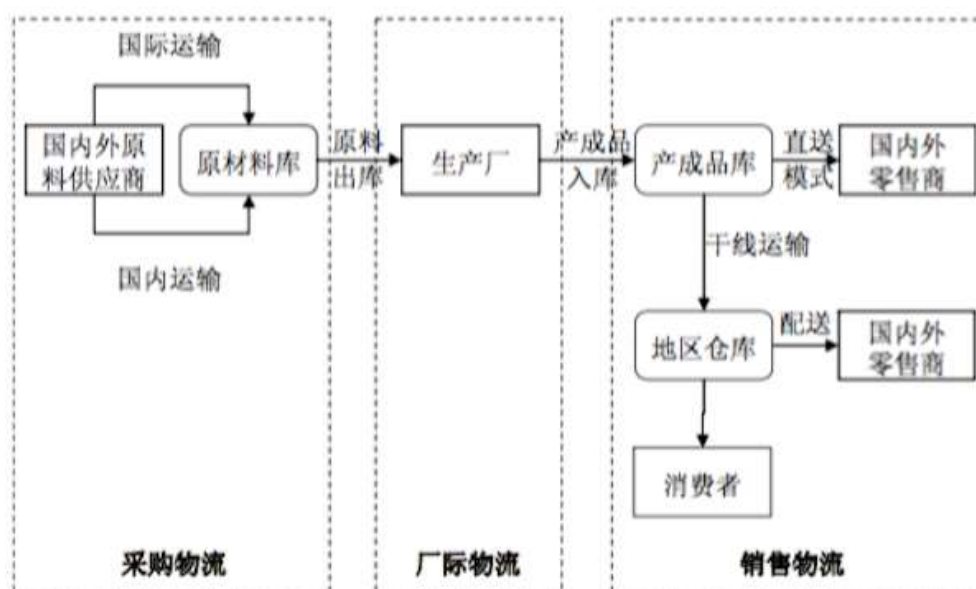 国际运输
国内外原
料供应商
原材料库
国内运输
采购物流
原料
出库
生产厂
厂际物流
产成品
入库
产成品库
直送
模式
国内外
零售商
干线运输
地区仓库
配送
国内外
零售商
消费者
销售物流